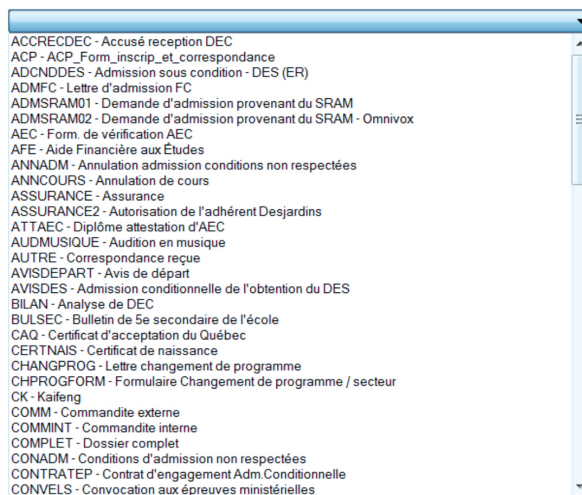 ACCRECDEC - Accusé reception DEC
ACP - ACP_Form_inscrip_et_correspondance
ADCNDDES - Admission sous condition - DES (ER)
ADMFC - Lettre d'admission FC
ADMSRAM01 - Demande d'admission provenant du SRAM
ADMSRAM02 - Demande d'admission provenant du SRAM - Omnivox
AEC - Form. de vérification AEC
AFE - Aide Financière aux Études
ANNADM - Annulation admission conditions non respectées
ANNCOURS - Annulation de cours
ASSURANCE - Assurance
ASSURANCE2 - Autorisation de l'adhérent Desjardins
ATTAEC - Diplôme attestation d'AEC
AUDMUSIQUE - Audition en musique
AUTRE - Correspondance reçue
AVISDEPART - Avis de départ
AVISDES - Admission conditionnelle de l'obtention du DES
BILAN - Analyse de DEC
BULSEC - Bulletin de 5e secondaire de l'école
CAQ - Certificat d'acceptation du Québec
CERTNAIS - Certificat de naissance
CHANGPROG - Lettre changement de programme
CHPROGFORM - Formulaire Changement de programme / secteur
CK - Kaifeng
COMM - Commandite externe
COMMINT - Commandite interne
COMPLET - Dossier complet
CONADM - Conditions d'admission non respectées
CONTRATEP - Contrat d'engagement Adm.Conditionnelle
CONVELS - Convocation aux épreuves ministérielles